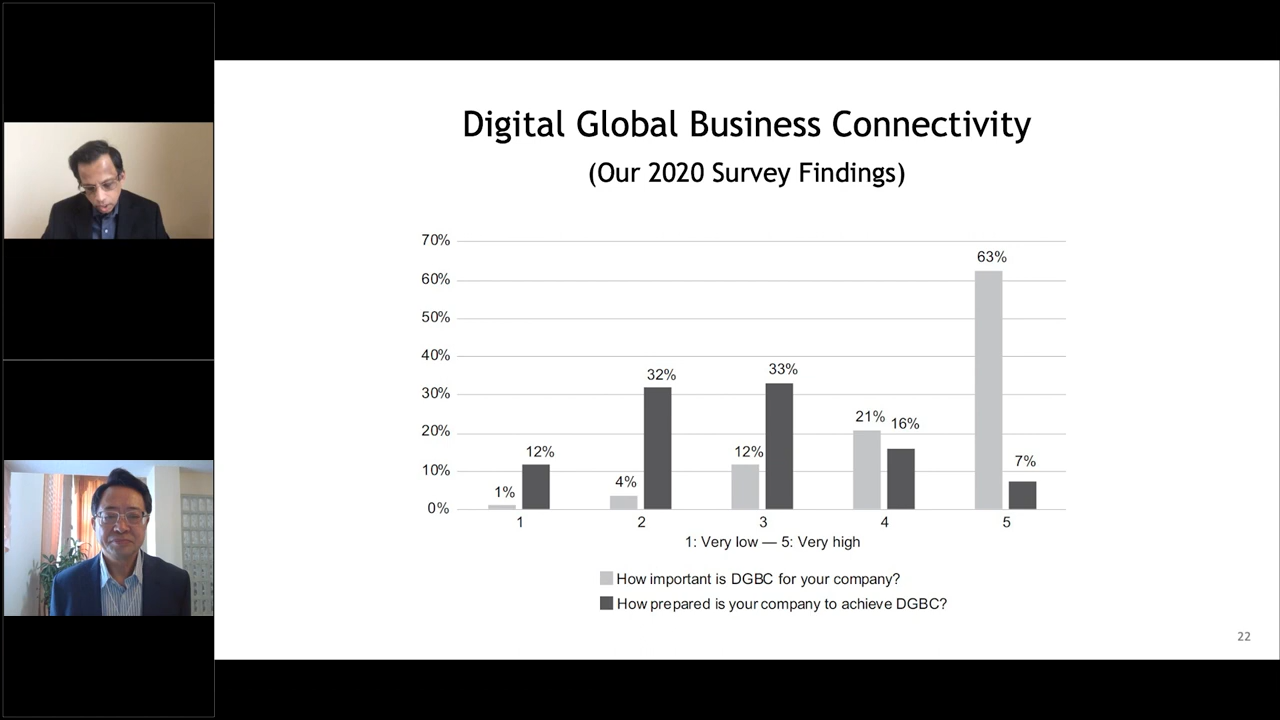 Digital Global Business Connectivity
(Our 2020 Survey Findings)
70%
60%
50%
40%
30%
20%
10%
0%
1% 12%
4% 32%
12% 33%
21% 16%
63% 7%
1 2 3 4 5
1: Very low — 5: Very high
How important is DGBC for your company?
How prepared is your company to achieve DGBC?
22